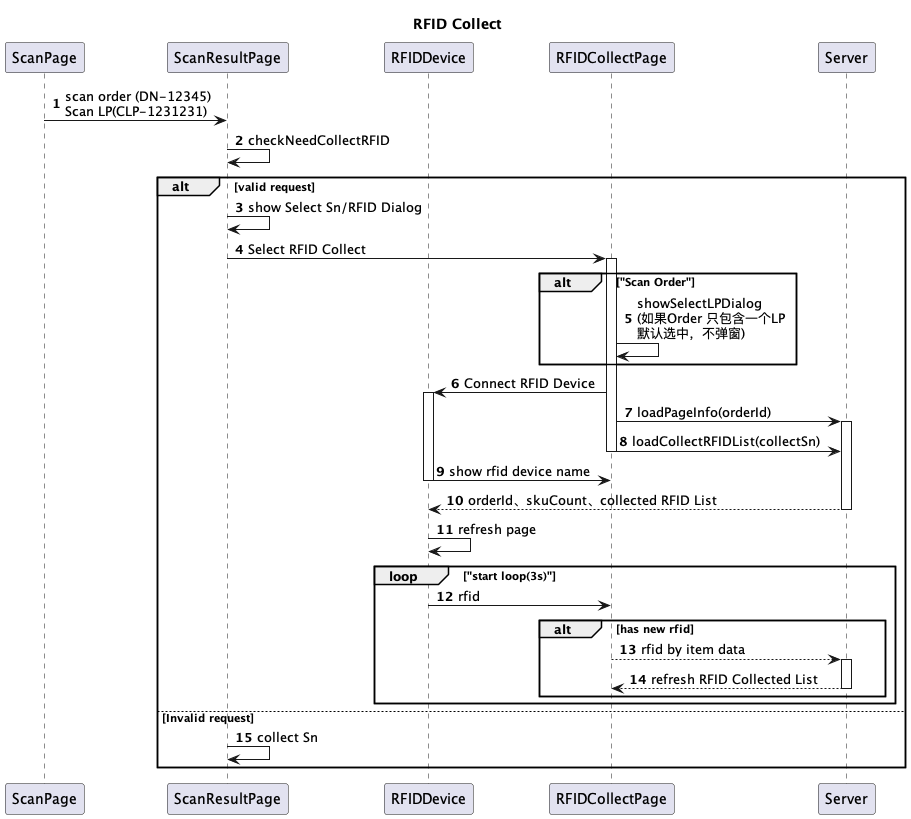 RFID Collect
ScanPage
ScanResultPage
RFIDDevice
RFIDCollectPage
Server
1 scan order (DN-12345)
Scan LP(CLP-1231231)
2 checkNeedCollectRFID
alt [valid request]
3 show Select Sn/RFID Dialog
4 Select RFID Collect
alt ["Scan Order"]
showSelectLPDialog
5 (如果Order 只包含一个LP
默认选中，不弹窗)
6 Connect RFID Device
7 loadPageInfo(orderId)
8 loadCollectRFIDList(collectSn)
9 show rfid device name
10 orderId、skuCount、collected RFID List
11 refresh page
loop ["start loop(3s)"]
12 rfid
alt [has new rfid]
13 rfid by item data
14 refresh RFID Collected List
[Invalid request]
15 collect Sn
ScanPage
ScanResultPage
RFIDDevice
RFIDCollectPage
Server